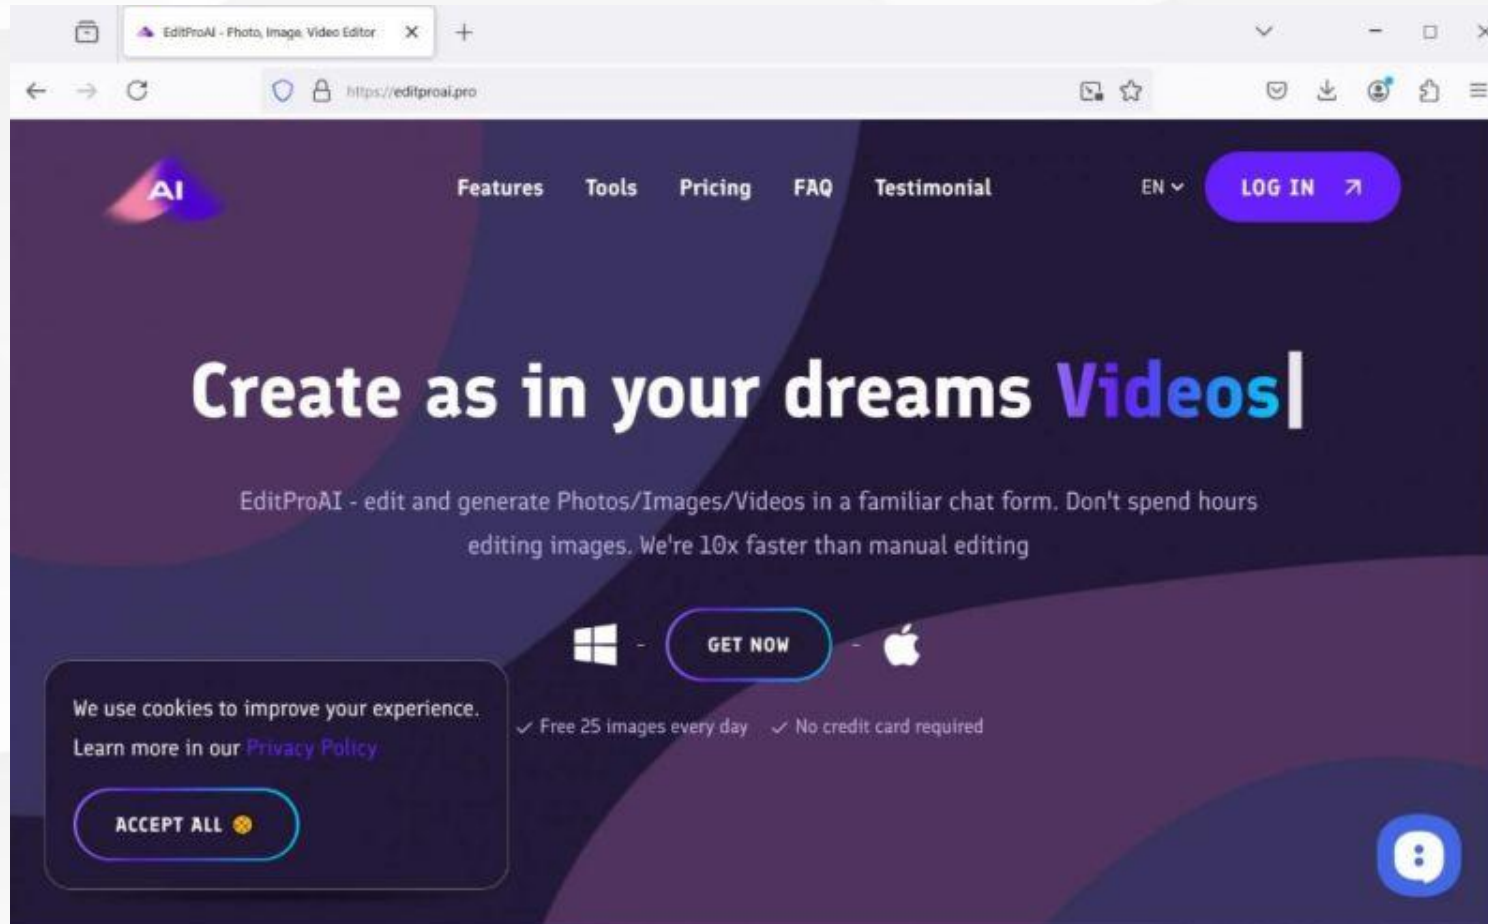 EditProAI - Photo, Image, Video Editor
https://editproai.pro
AI
Features Tools Pricing FAQ Testimonial EN LOG IN
Create as in your dreams Videos
EditProAI - edit and generate Photos/Images/Videos in a familiar chat form. Don't spend hours
editing images. We're 10x faster than manual editing
- GET NOW -
✓ Free 25 images every day ✓ No credit card required
We use cookies to improve your experience.
Learn more in our Privacy Policy
ACCEPT ALL